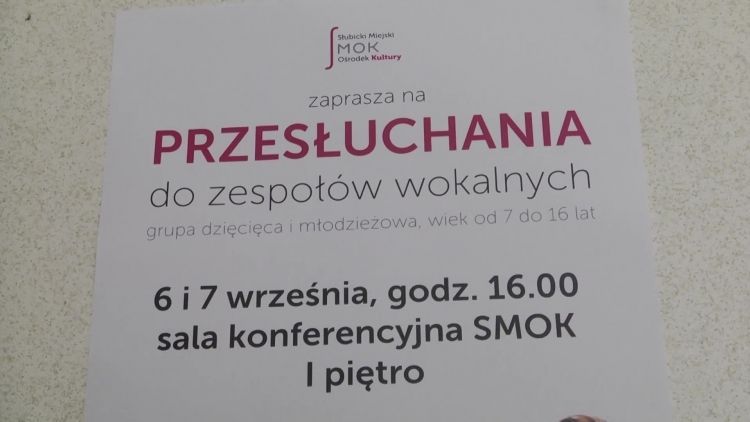 Słubicki Miejski
SMOK
Ośrodek Kultury
zaprasza na
PRZESŁUCHANIA
do zespołów wokalnych
grupa dzięcięca i młodzieżowa, wiek od 7 do 16 lat
6 i 7 września, godz. 16.00
sala konferencyjna SMOK
I piętro